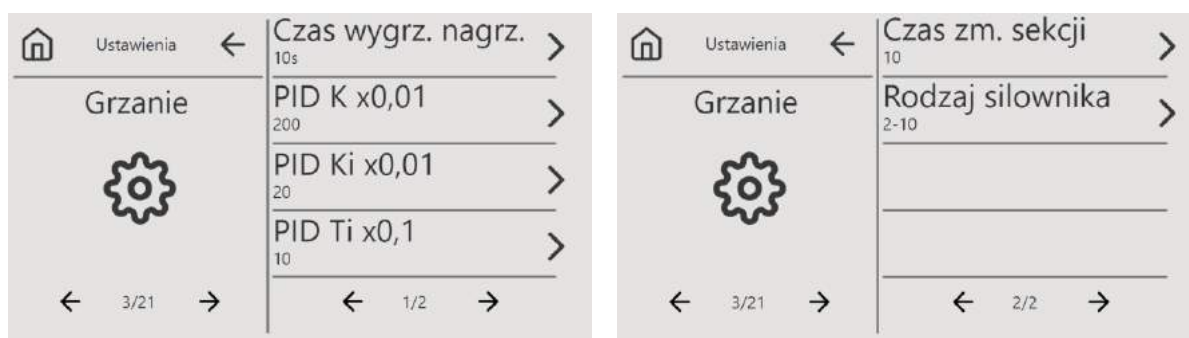 Ustawienia
Grzanie
3/21
Czas wygrz. nagrz.
10s
PID K x0,01
200
PID Ki x0,01
20
PID Ti x0,1
10
1/2
Ustawienia
Grzanie
3/21
Czas zm. sekcji
10
Rodzaj silownika
2-10
2/2